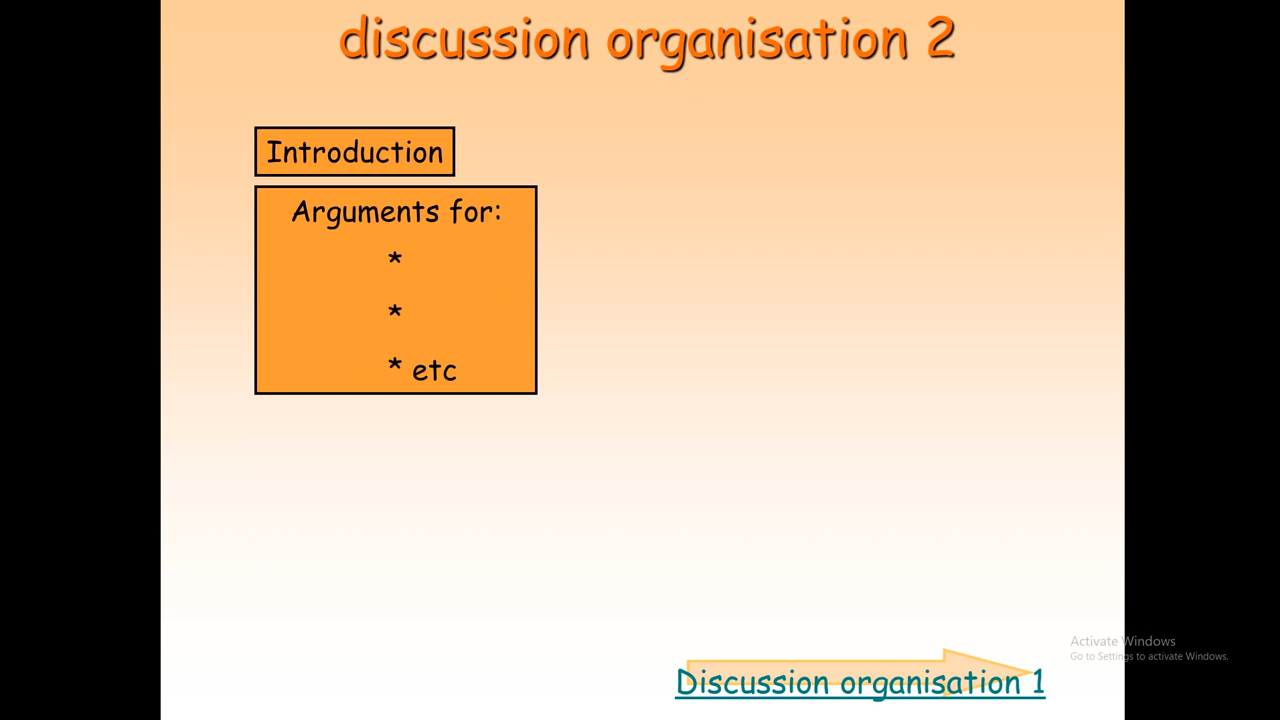 discussion organisation 2
Introduction
Arguments for:
*
*
* etc
Activate Windows
Go to Settings to activate Windows.
Discussion organisation 1